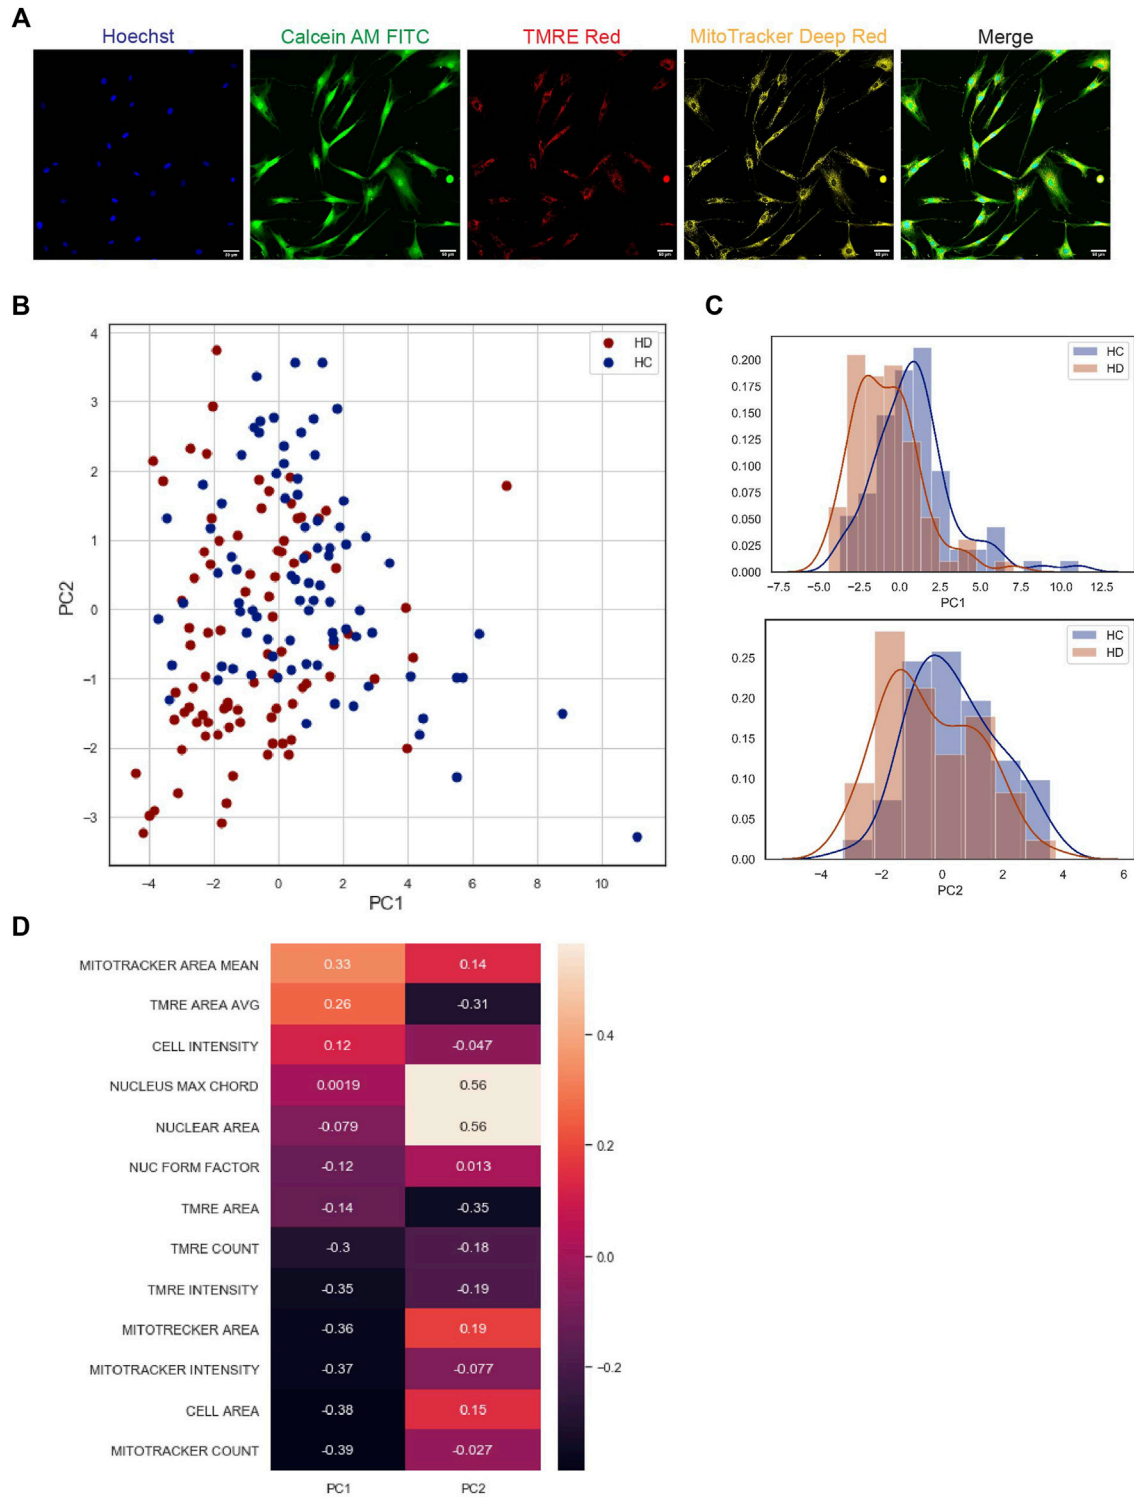 A
Hoechst
Calcein AM FITC
TMRE Red
MitoTracker Deep Red
Merge
50 µm
50 µm
50 µm
50 µm
B
4
3
2
1
0
−1
−2
−3
−4
−2
0
2
4
6
8
10
PC2
PC1
HD
HC
C
0.200
0.175
0.150
0.125
0.100
0.075
0.050
0.025
0.000
−7.5
−5.0
−2.5
0.0
2.5
5.0
7.5
10.0
12.5
PC1
HC
HD
0.25
0.20
0.15
0.10
0.05
0.00
−4
−2
0
2
4
6
PC2
HC
HD
D
MITOTRACKER AREA MEAN 0.33 0.14
TMRE AREA AVG 0.26 -0.31
CELL INTENSITY 0.12 -0.047
NUCLEUS MAX CHORD 0.0019 0.56
NUCLEAR AREA -0.079 0.56
NUC FORM FACTOR -0.12 0.013
TMRE AREA -0.14 -0.35
TMRE COUNT -0.3 -0.18
TMRE INTENSITY -0.35 -0.19
MITOTRECKER AREA -0.36 0.19
MITOTRACKER INTENSITY -0.37 -0.077
CELL AREA -0.38 0.15
MITOTRACKER COUNT -0.39 -0.027
PC1 PC2
0.4
0.2
0.0
−0.2